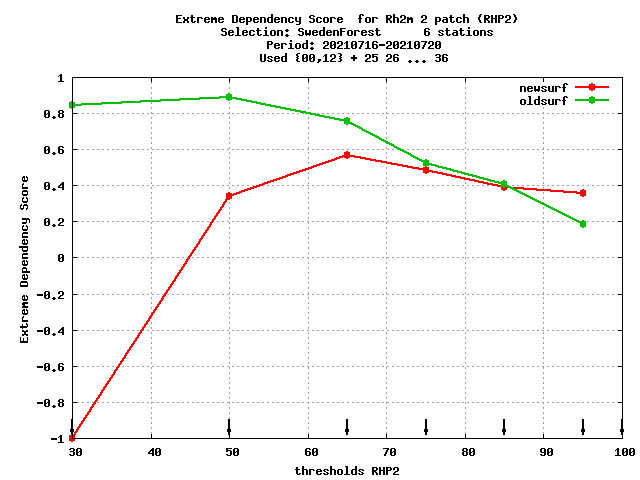 Extreme Dependency Score  for Rh2m 2 patch (RHP2)
Selection: SwedenForest      6 stations
Period: 20210716-20210720
Used {00,12} + 25 26 ... 36
newsurf
oldsurf
1
0.8
0.6
0.4
0.2
0
-0.2
-0.4
-0.6
-0.8
-1
Extreme Dependency Score
30 40 50 60 70 80 90 100
thresholds RHP2